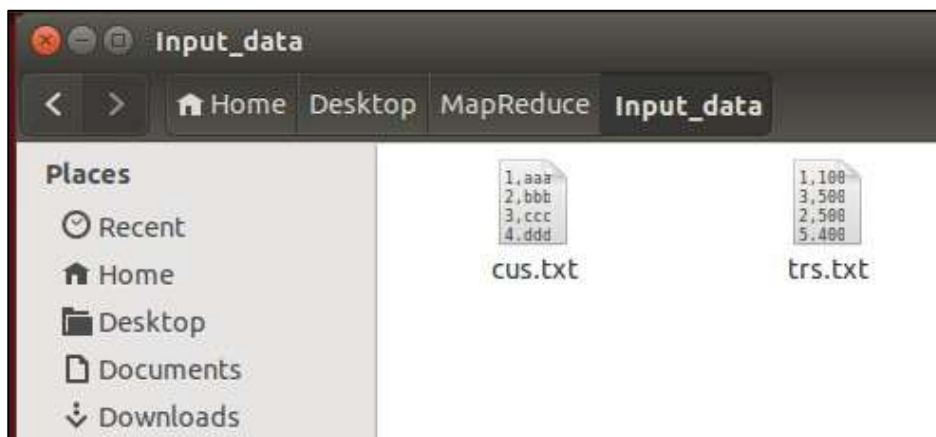 Input_data
Home Desktop MapReduce Input_data
Places
Recent
Home
Desktop
Documents
Downloads
1,aaa
2,bbb
3,ccc
4.ddd
cus.txt
1,100
3,500
2,500
5.400
trs.txt